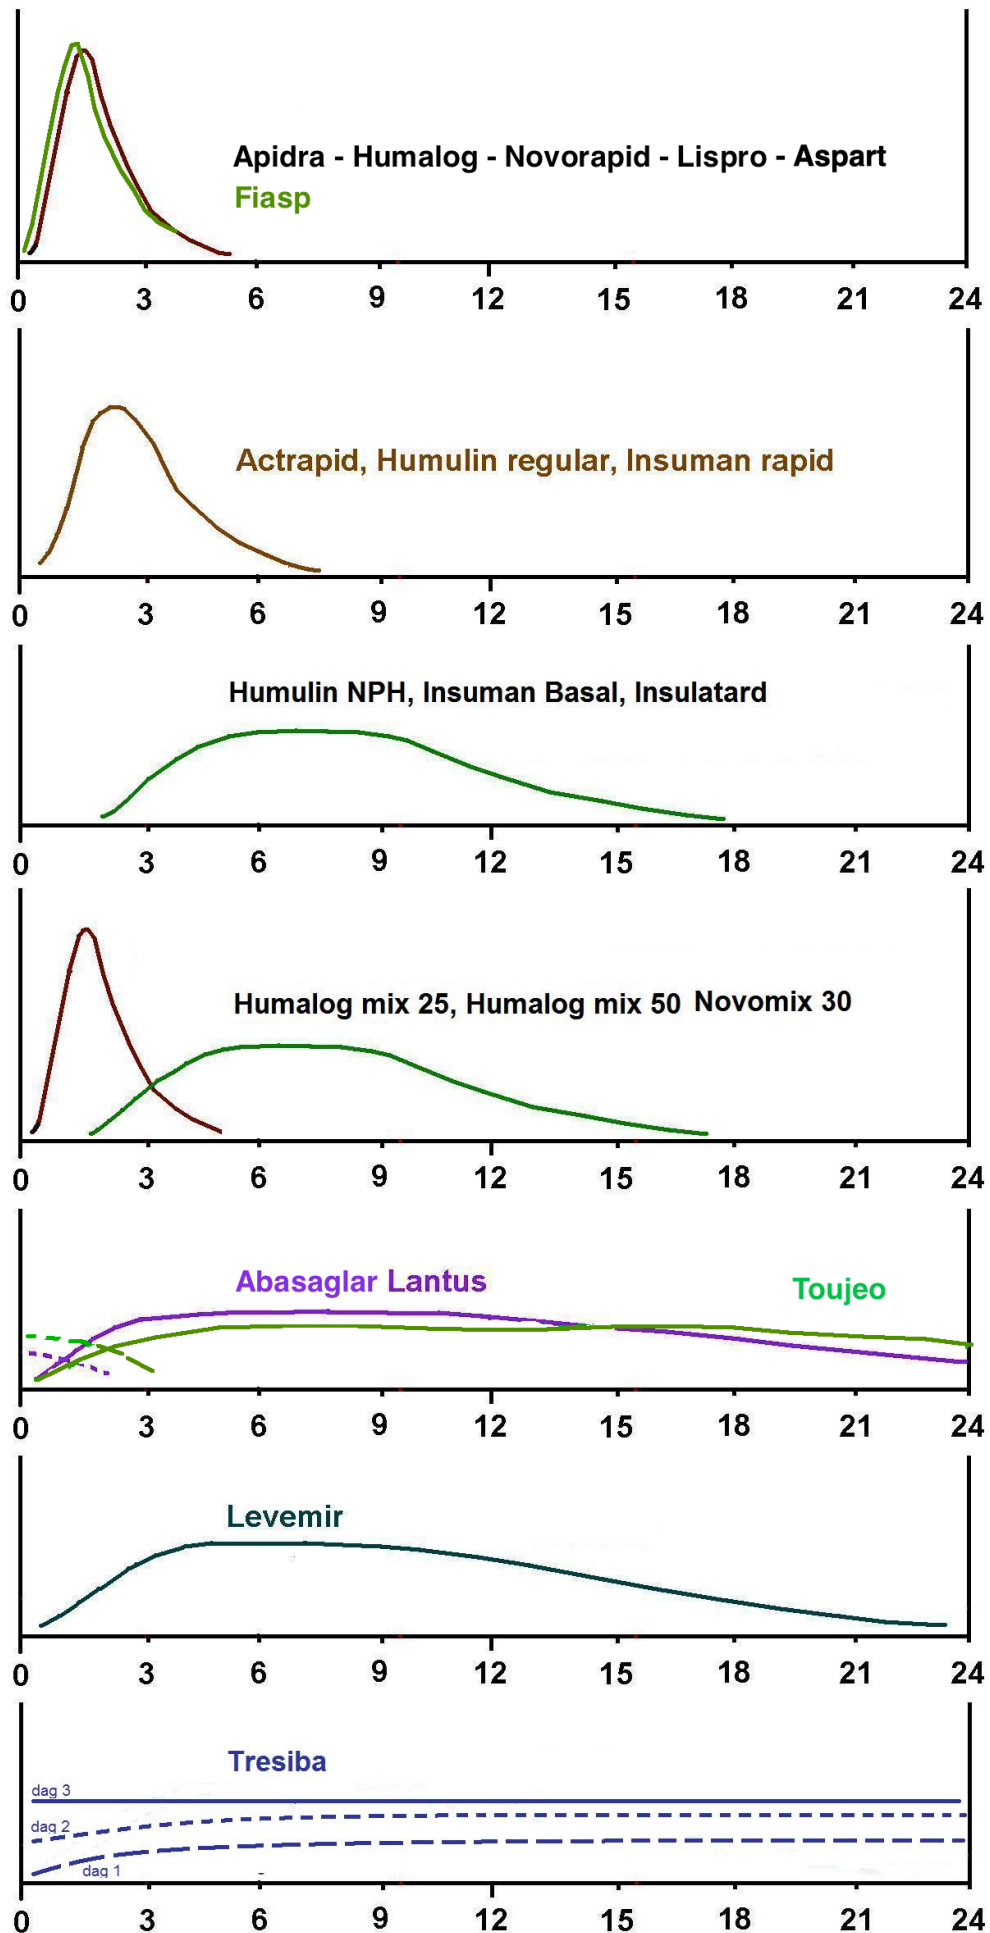 Apidra - Humalog - Novorapid - Lispro - Aspart
Fiasp
0 3 6 9 12 15 18 21 24
Actrapid, Humulin regular, Insuman rapid
0 3 6 9 12 15 18 21 24
Humulin NPH, Insuman Basal, Insulatard
0 3 6 9 12 15 18 21 24
Humalog mix 25, Humalog mix 50 Novomix 30
0 3 6 9 12 15 18 21 24
Abasaglar Lantus Toujeo
0 3 6 9 12 15 18 21 24
Levemir
0 3 6 9 12 15 18 21 24
Tresiba
dag 3
dag 2
dag 1
0 3 6 9 12 15 18 21 24